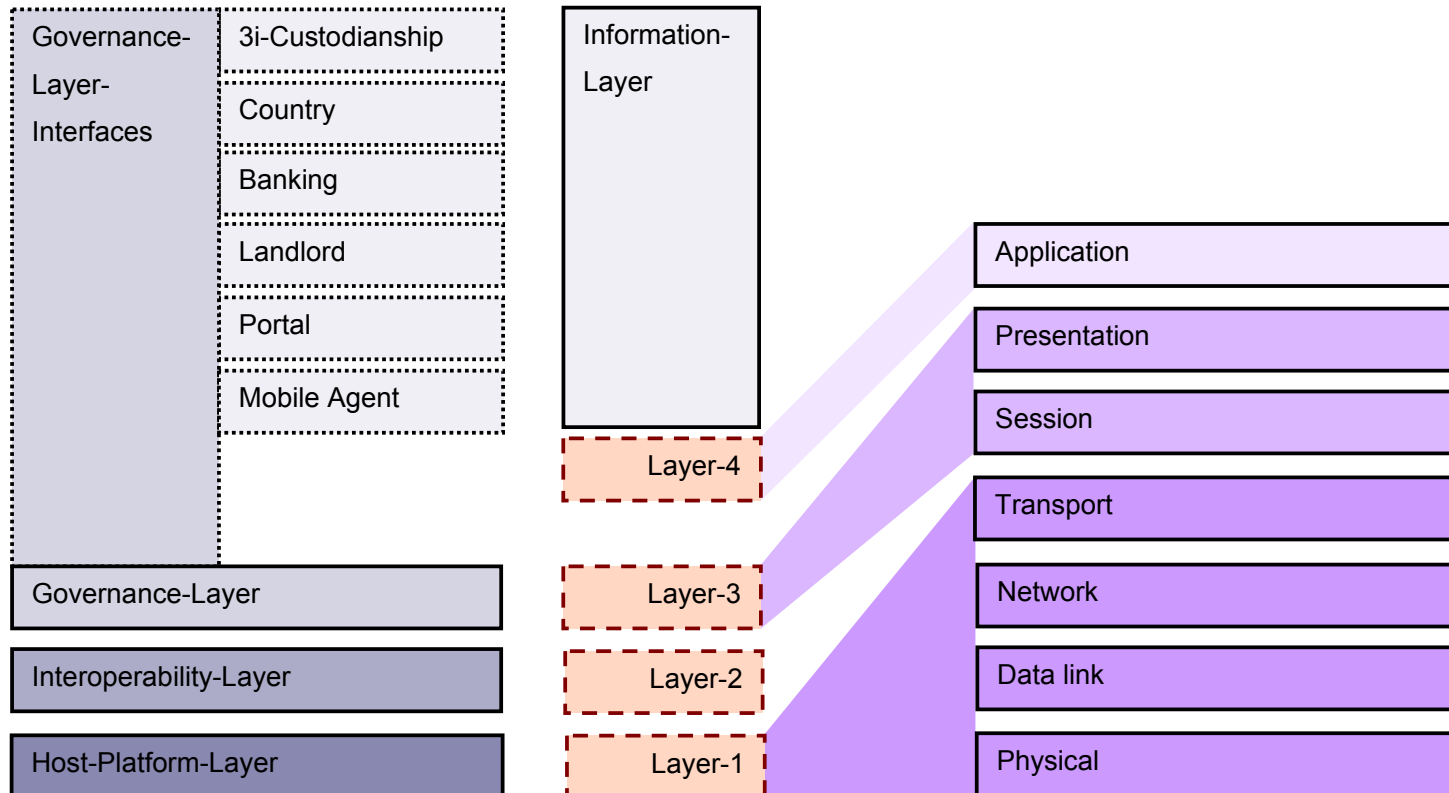 Governance-
Layer-
Interfaces
3i-Custodianship
Country
Banking
Landlord
Portal
Mobile Agent
Governance-Layer
Interoperability-Layer
Host-Platform-Layer
Information-
Layer
Layer-4
Layer-3
Layer-2
Layer-1
Application
Presentation
Session
Transport
Network
Data link
Physical